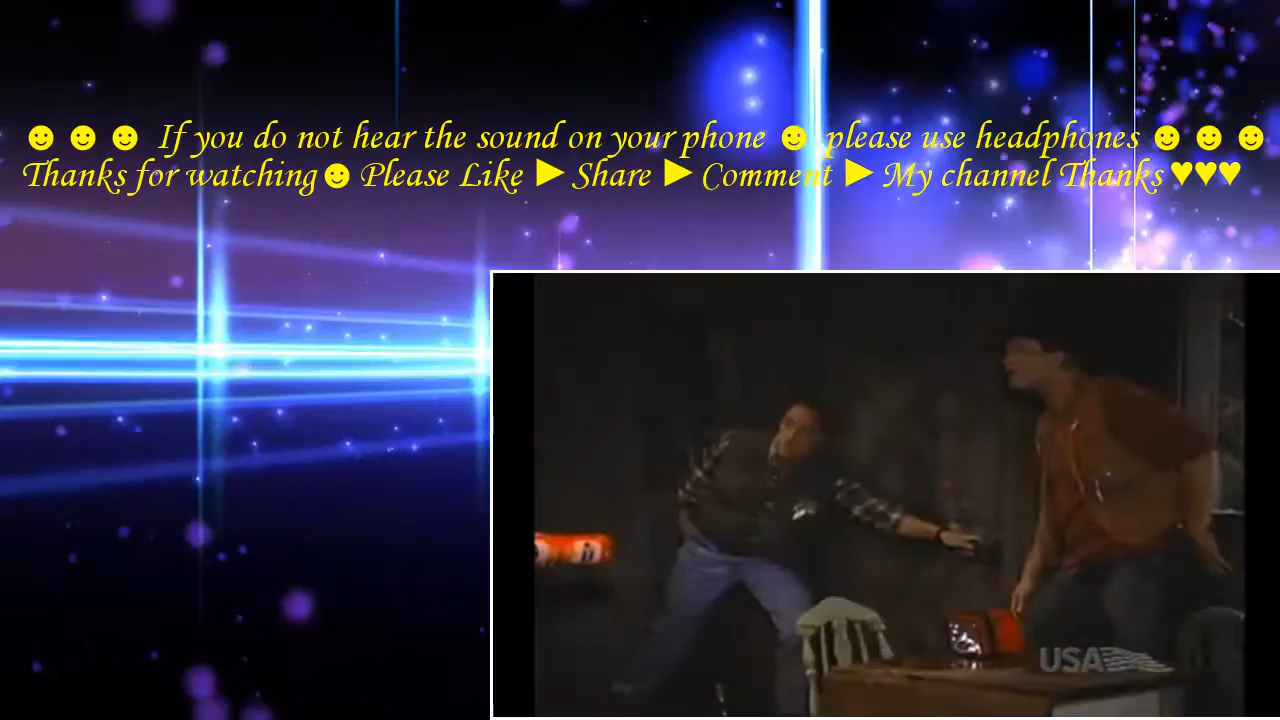 ☻☻☻ If you do not hear the sound on your phone ☻ please use headphones ☻☻☻
Thanks for watching☻Please Like ►Share ►Comment ►My channel Thanks♥♥♥
USA